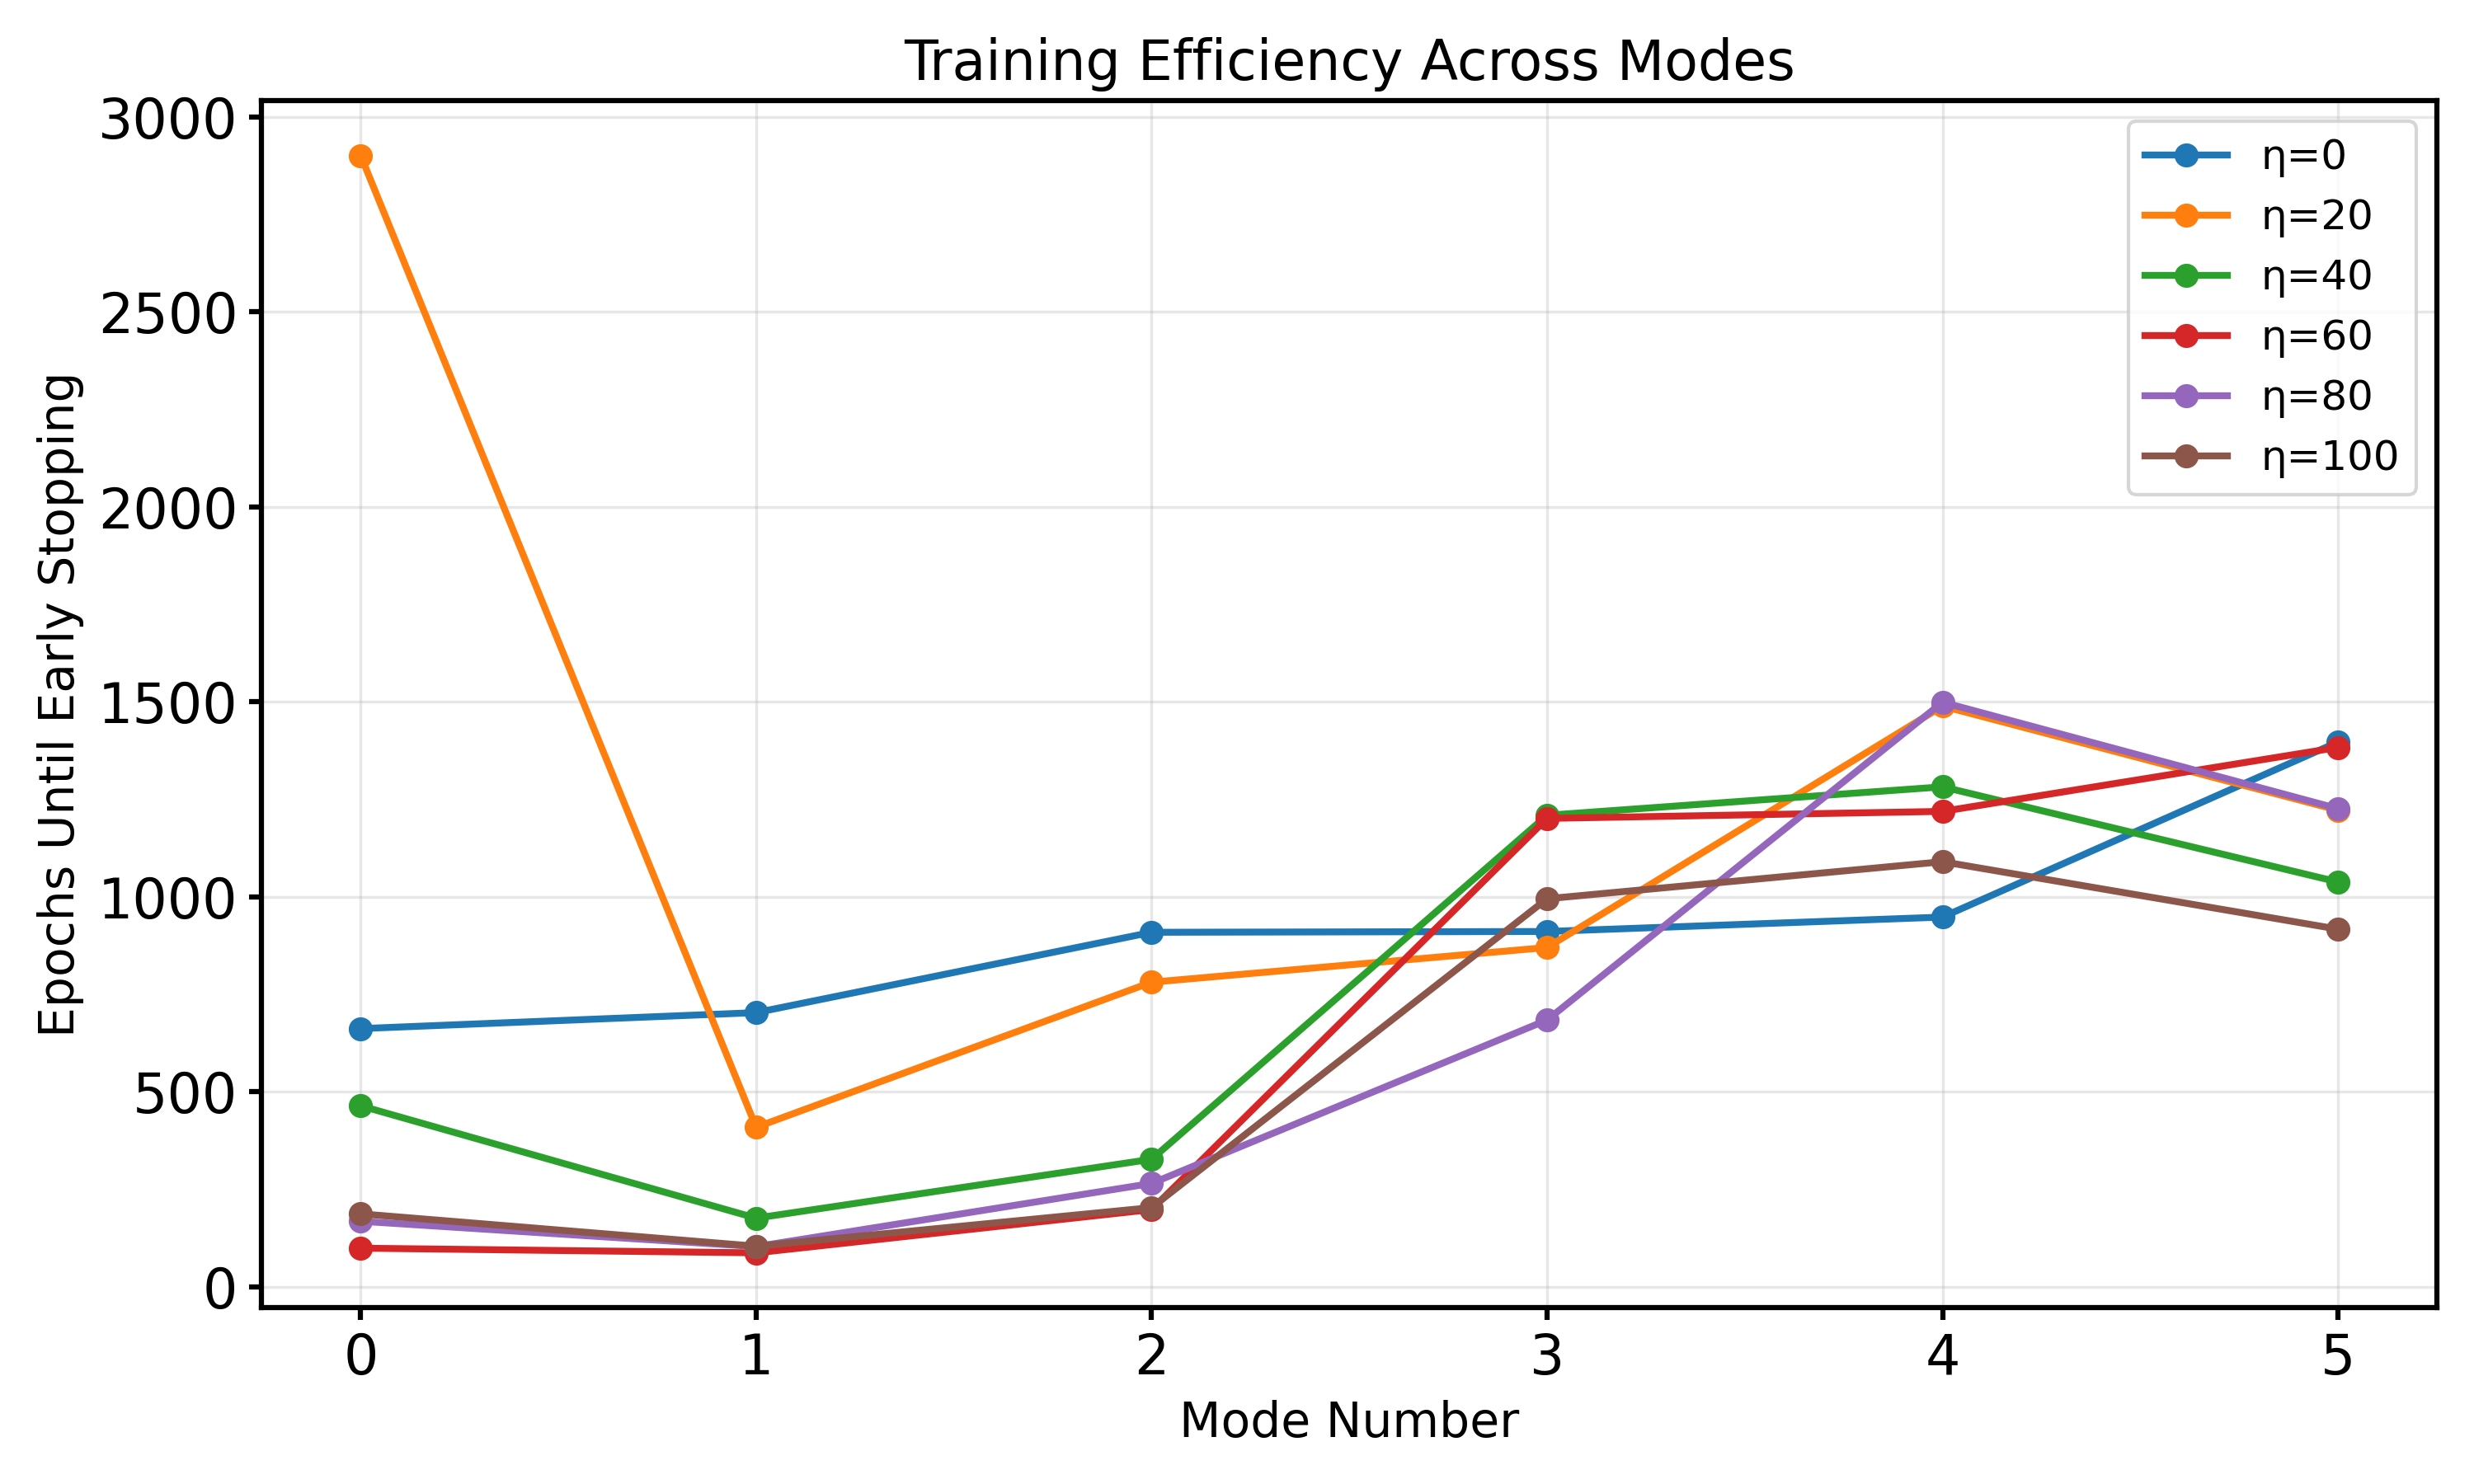 Training Efficiency Across Modes
3000
2500
2000
1500
1000
500
0
Epochs Until Early Stopping
η=0
η=20
η=40
η=60
η=80
η=100
0 1 2 3 4 5
Mode Number